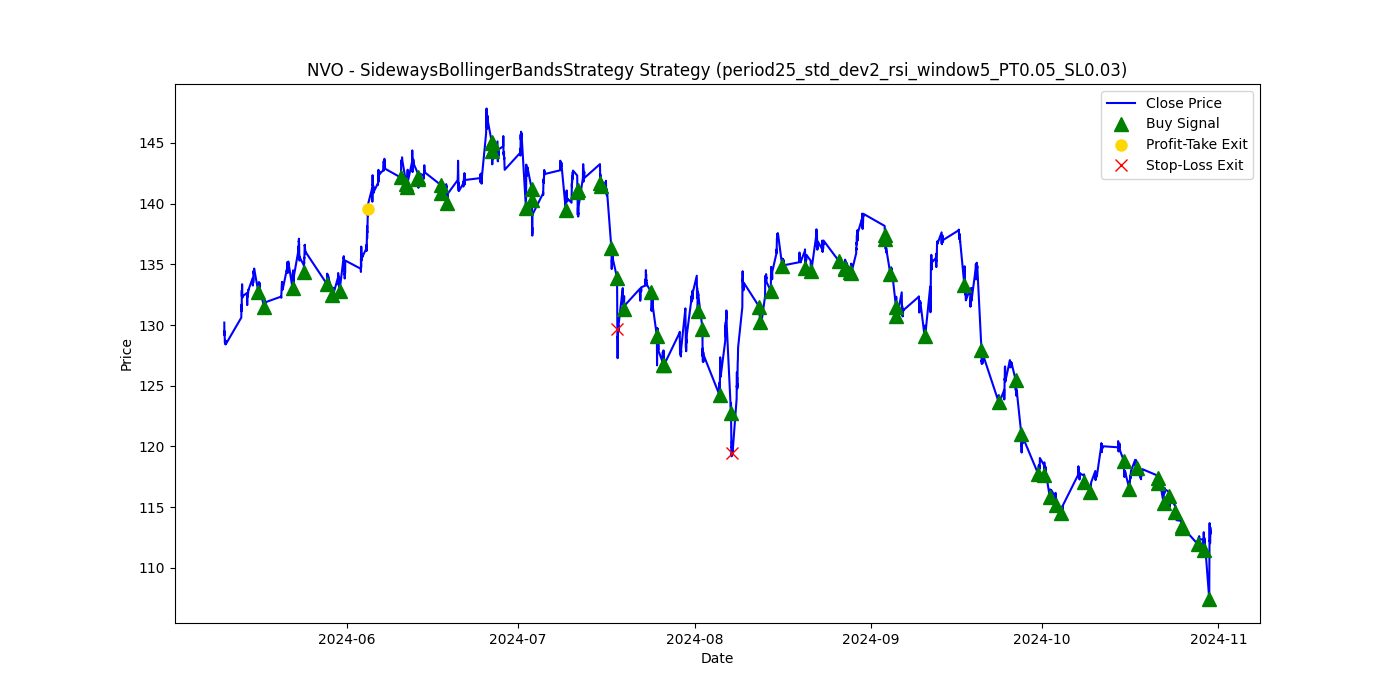 NVO - SidewaysBollingerBandsStrategy Strategy (period25_std_dev2_rsi_window5_PT0.05_SL0.03)
Close Price
Buy Signal
Profit-Take Exit
Stop-Loss Exit
Price
145
140
135
130
125
120
115
110
2024-06 2024-07 2024-08 2024-09 2024-10 2024-11
Date